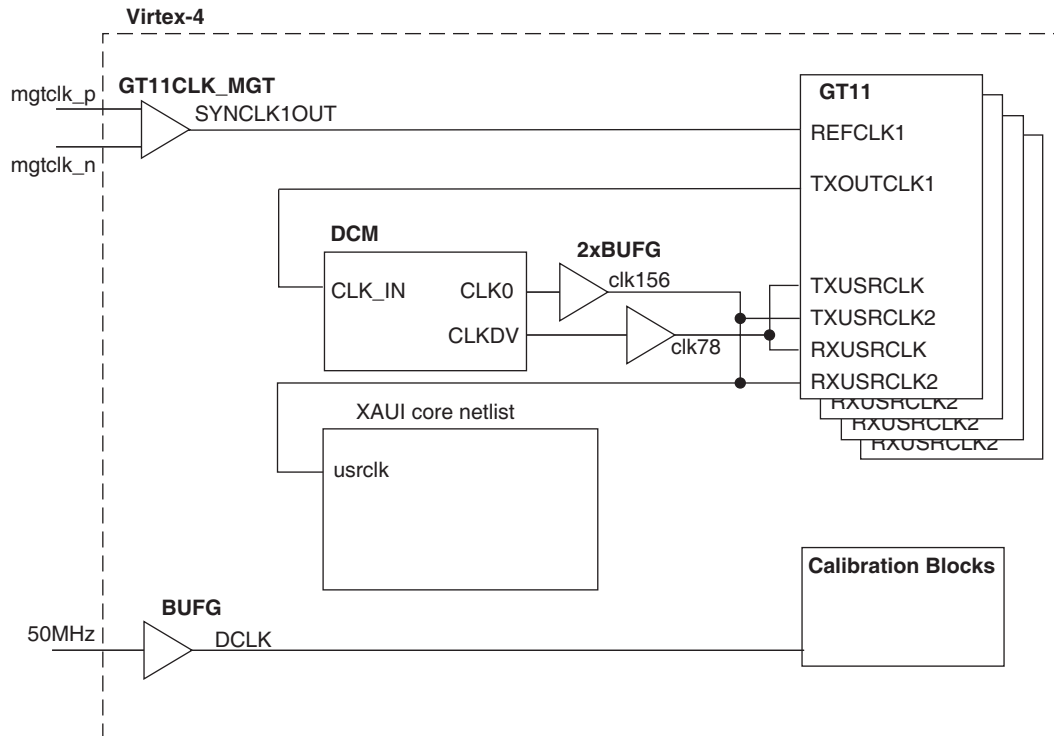 Virtex-4
GT11CLK_MGT
mgtclk_p
SYNCLK1OUT
mgtclk_n
GT11
REFCLK1
TXOUTCLK1
DCM
2xBUFG
CLK_IN
CLK0
clk156
CLKDV
clk78
TXUSRCLK
TXUSRCLK2
RXUSRCLK
RXUSRCLK2
RXUSRCLK2
RXUSRCLK2
RXUSRCLK2
XAUI core netlist
usrclk
Calibration Blocks
BUFG
50MHz
DCLK